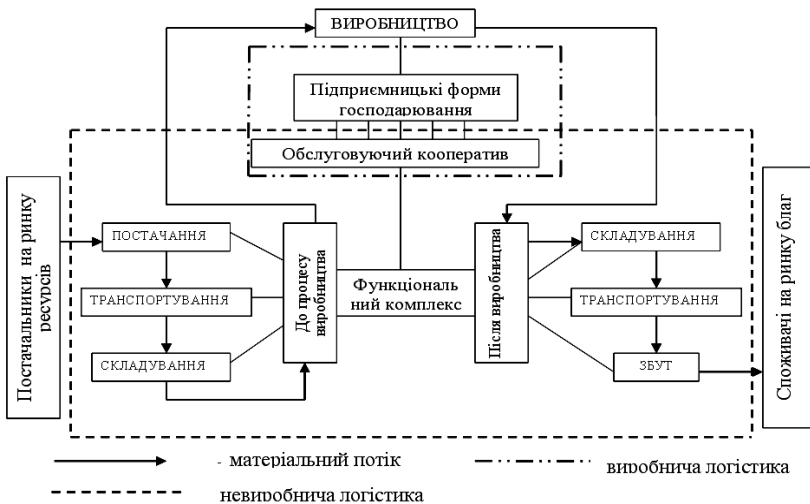 ВИРОБНИЦТВО
Підприємницькі форми
господарювання
Обслуговуючий кооператив
Постачальники на ринку
ресурсів
ПОСТАЧАННЯ
ТРАНСПОРТУВАННЯ
СКЛАДУВАННЯ
До процесу
виробництва
Функціональ
ний комплекс
Після виробництва
СКЛАДУВАННЯ
ТРАНСПОРТУВАННЯ
ЗБУТ
Споживачі на ринку благ
- матеріальний потік
виробнича логістика
невиробнича логістика